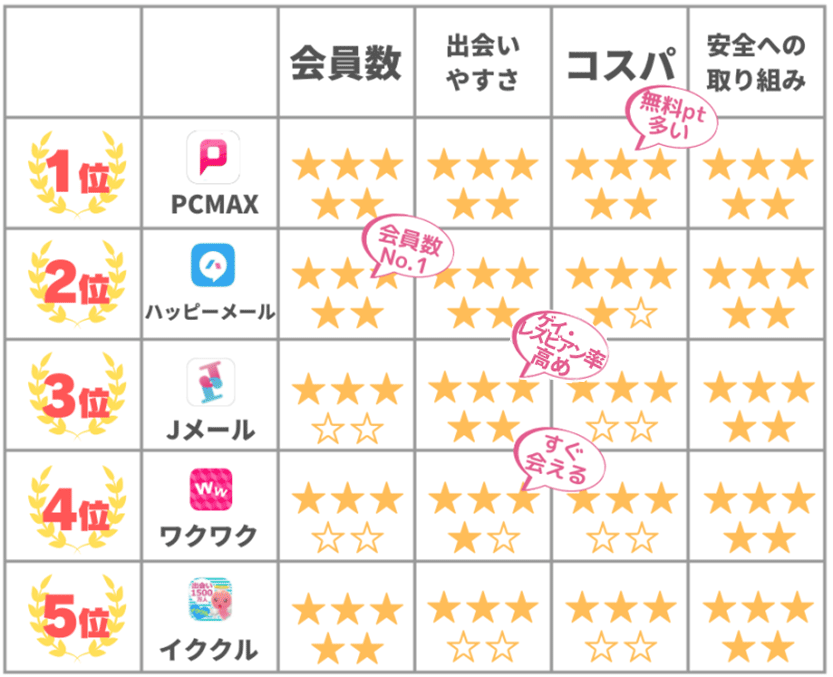 会員数
出会い
やすさ
コスパ
安全への
取り組み
無料pt
多い
1位
PCMAX
★★★
★★
★★★
★★
★★★
★★
★★★
★★
会員数
No.1
2位
ハッピーメール
★★★
★★
★★★
★★
★★★
★☆
★★★
★★
ゲイ・
レズビアン率
高め
3位
Jメール
★★★
☆☆
★★★
★★
★★★
☆☆
★★★
★★
すぐ
会える
4位
ww
ワクワク
★★★
☆☆
★★★
★☆
★★★
☆☆
★★★
★★
5位
出会い
1500
万人
イククル
★★★
★★
★★★
☆☆
★★★
☆☆
★★★
★★